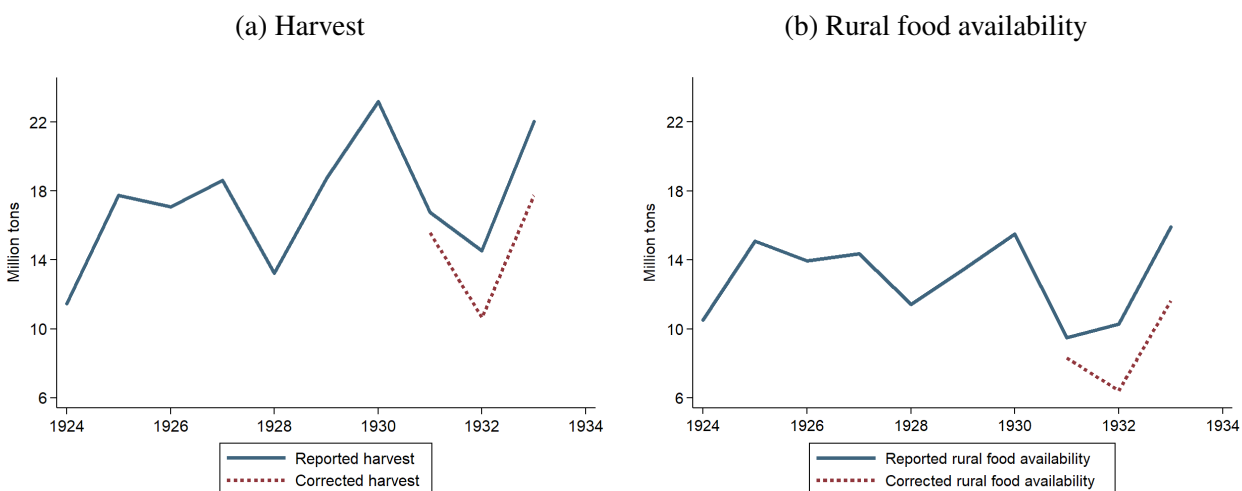 (a) Harvest
Million tons
22
18
14
10
6
1924 1926 1928 1930 1932 1934
Reported harvest
Corrected harvest
(b) Rural food availability
Million tons
22
18
14
10
6
1924 1926 1928 1930 1932 1934
Reported rural food availability
Corrected rural food availability